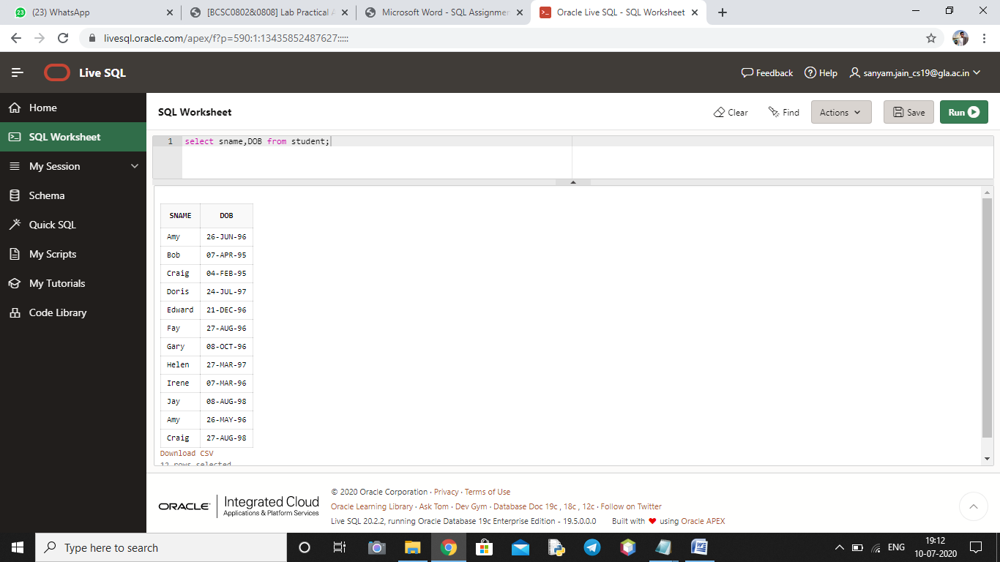 (23) WhatsApp
[BCSC0802&0808] Lab Practical A
Microsoft Word - SQL Assignmer
Oracle Live SQL - SQL Worksheet
livesql.oracle.com/apex/f?p=590:1:13435852487627:::::
Live SQL
Feedback
Help
sanyam.jain_cs19@gla.ac.in
Home
SQL Worksheet
My Session
Schema
Quick SQL
My Scripts
My Tutorials
Code Library
SQL Worksheet
Clear
Find
Actions
Save
Run
1 select sname,DOB from student;
SNAME DOB
Amy 26-JUN-96
Bob 07-APR-95
Craig 04-FEB-95
Doris 24-JUL-97
Edward 21-DEC-96
Fay 27-AUG-96
Gary 08-OCT-96
Helen 27-MAR-97
Irene 07-MAR-96
Jay 08-AUG-98
Amy 26-MAY-96
Craig 27-AUG-98
Download CSV
12 rows selected
ORACLE Integrated Cloud
Applications & Platform Services
© 2020 Oracle Corporation · Privacy · Terms of Use
Oracle Learning Library · Ask Tom · Dev Gym · Database Doc 19c , 18c , 12c · Follow on Twitter
Live SQL 20.2.2, running Oracle Database 19c Enterprise Edition - 19.5.0.0.0 Built with ❤ using Oracle APEX
Type here to search
ENG
19:12
10-07-2020